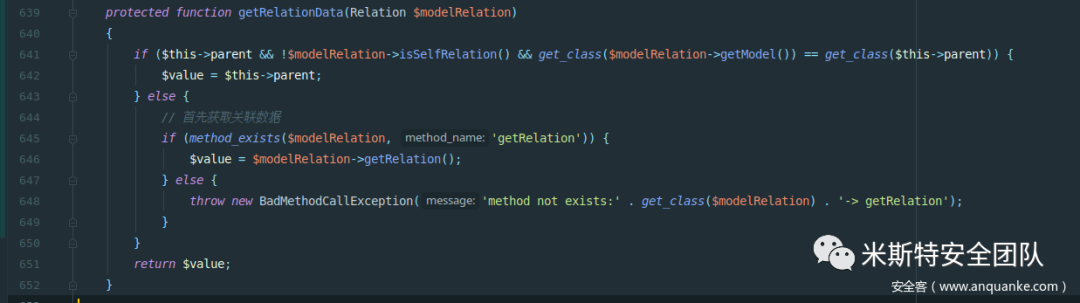 639 protected function getRelationData(Relation $modelRelation)
640 {
641 if ($this->parent && !$modelRelation->isSelfRelation() && get_class($modelRelation->getModel()) == get_class($this->parent)) {
642 $value = $this->parent;
643 } else {
644 // 首先获取关联数据
645 if (method_exists($modelRelation, method_name: 'getRelation')) {
646 $value = $modelRelation->getRelation();
647 } else {
648 throw new BadMethodCallException( message: 'method not exists:' . get_class($modelRelation) . '-> getRelation');
649 }
650 }
651 return $value;
652 }
米斯特安全团队
安全客（www.anquanke.com）